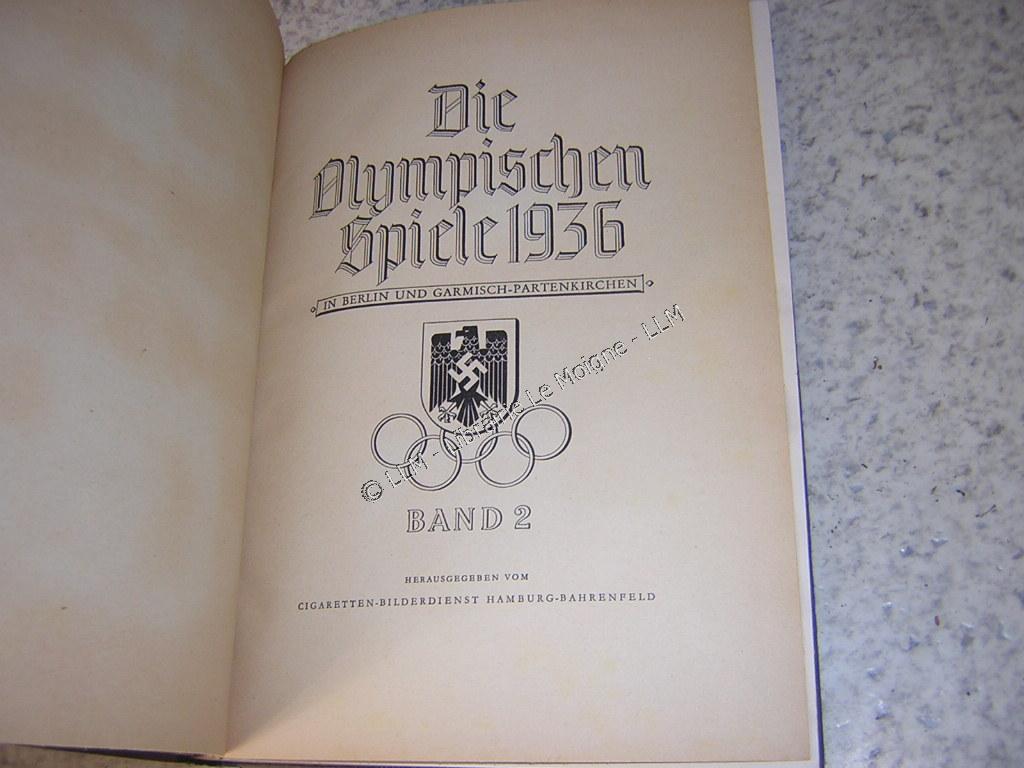 Die
Olympischen
Spiele 1936
IN BERLIN UND GARMISCH-PARTENKIRCHEN
© LLM - Librairie Le Moigne - LLM
BAND 2
HERAUSGEGEBEN VOM
CIGARETTEN-BILDERDIENST HAMBURG-BAHRENFELD